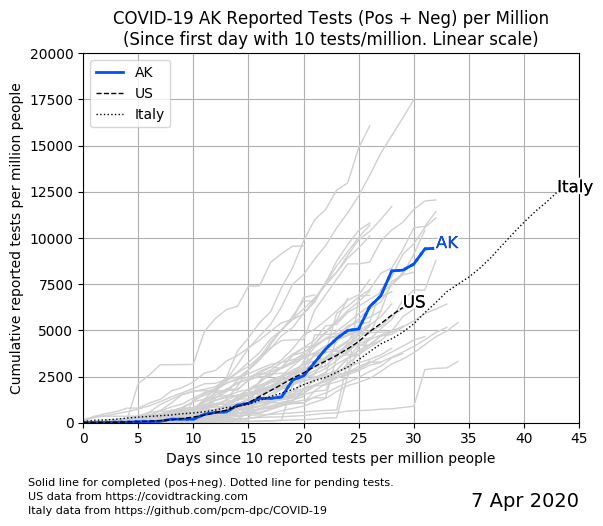 COVID-19 AK Reported Tests (Pos + Neg) per Million
(Since first day with 10 tests/million. Linear scale)
Cumulative reported tests per million people
20000
17500
15000
12500
10000
7500
5000
2500
0
AK
US
Italy
Italy
AK
US
0 5 10 15 20 25 30 35 40 45
Days since 10 reported tests per million people
Solid line for completed (pos+neg). Dotted line for pending tests.
US data from https://covidtracking.com
Italy data from https://github.com/pcm-dpc/COVID-19
7 Apr 2020